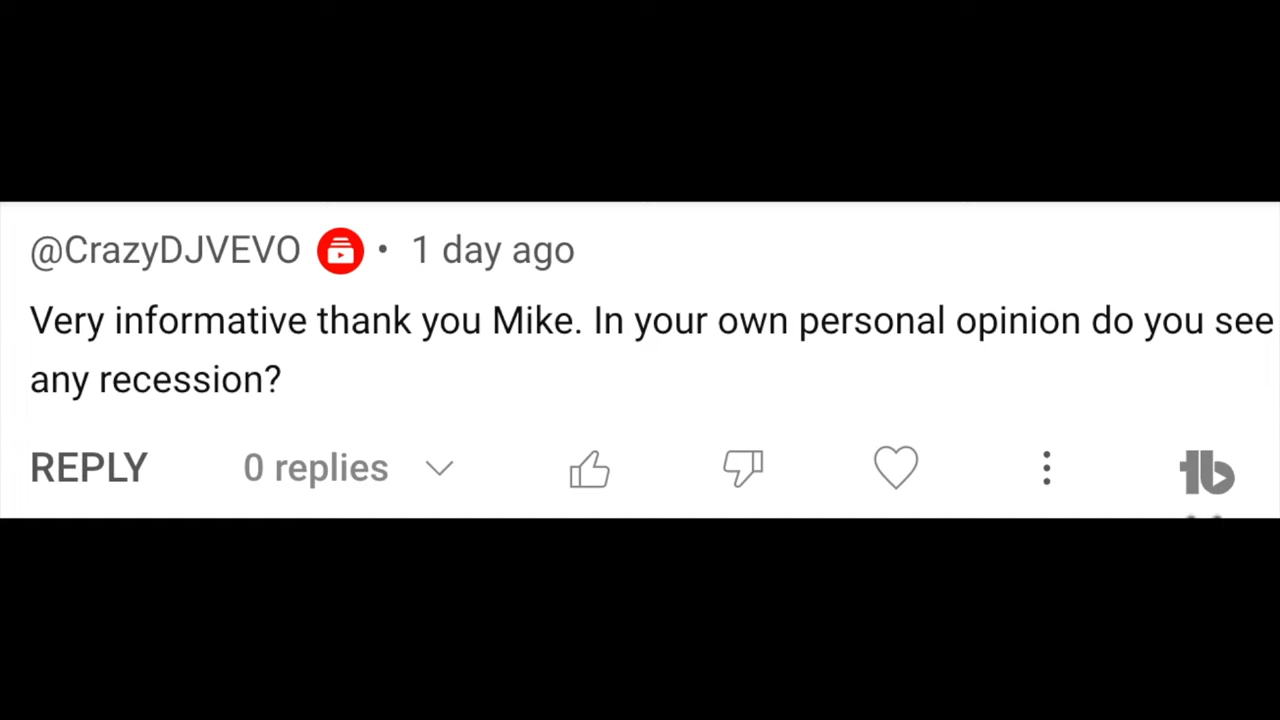 @CrazyDJVEVO • 1 day ago
Very informative thank you Mike. In your own personal opinion do you see
any recession?
REPLY 0 replies